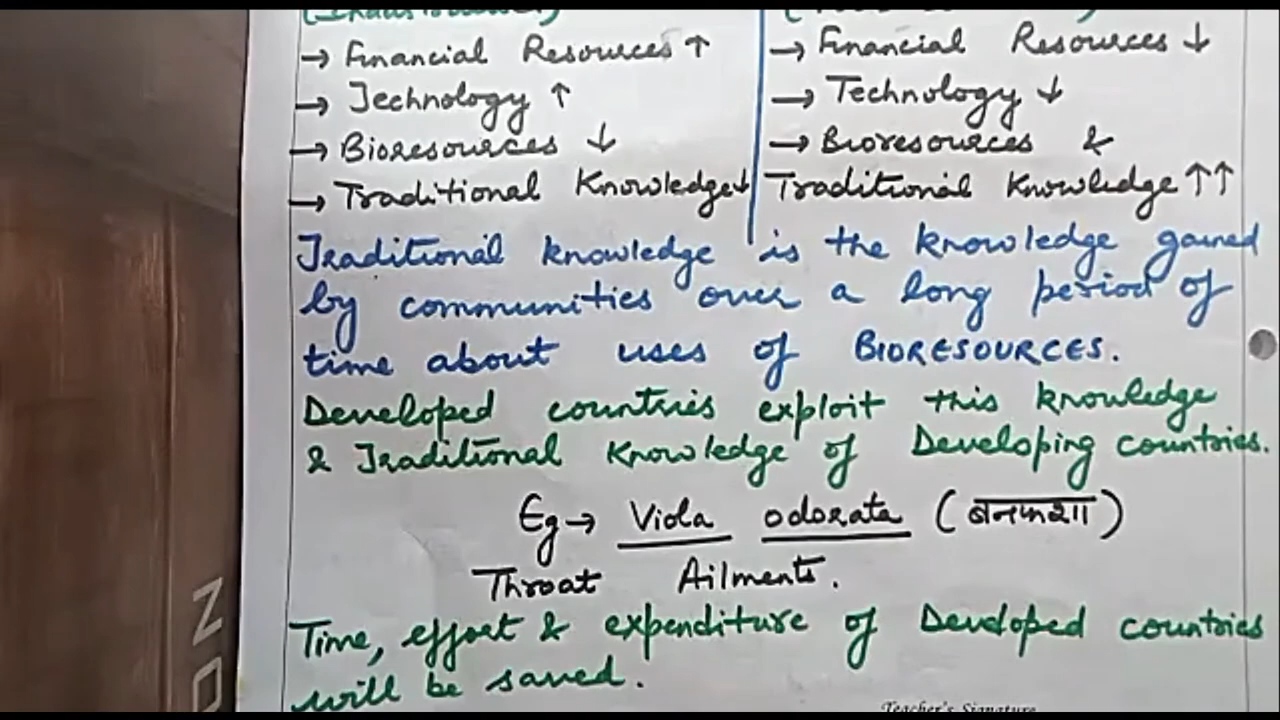 → Financial Resources ↑
→ Technology ↑
→ Bioresources ↓
→ Traditional Knowledge↓
→ Financial Resources ↓
→ Technology ↓
→ Bioresources &
Traditional Knowledge ↑↑
Traditional knowledge is the knowledge gained
by communities over a long period of
time about uses of BIORESOURCES.
Developed countries exploit this knowledge
& Traditional Knowledge of Developing countries.
Eg → Viola odorata (बनफशा)
Throat Ailments.
Time, effort & expenditure of Developed countries
will be saved.
Teacher's Signature